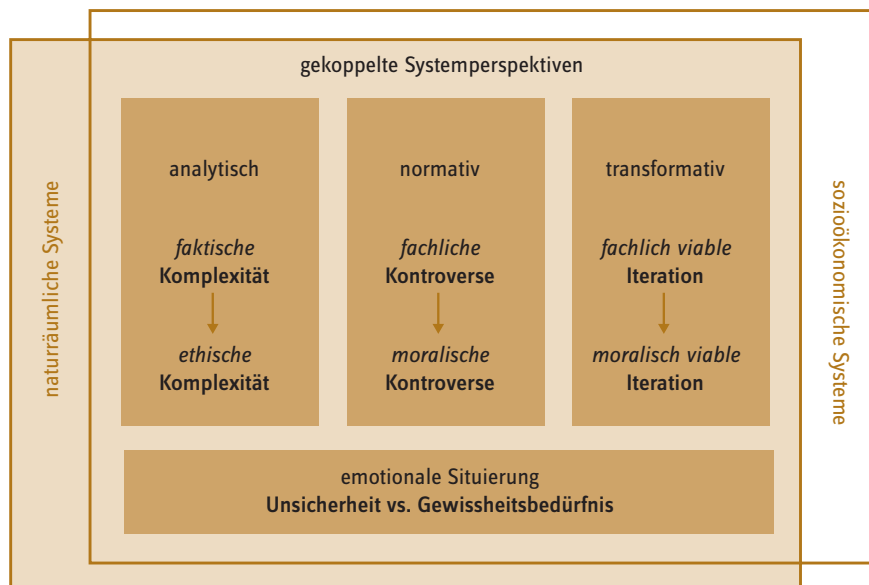 gekoppelte Systemperspektiven
naturräumliche Systeme
analytisch
faktische
Komplexität
ethische
Komplexität
normativ
fachliche
Kontroverse
moralische
Kontroverse
transformativ
fachlich viable
Iteration
moralisch viable
Iteration
sozioökonomische Systeme
emotionale Situierung
Unsicherheit vs. Gewissheitsbedürfnis